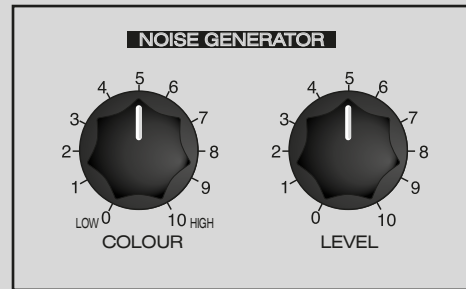 NOISE GENERATOR
5 5
4 6 4 6
3 7 3 7
2 8 2 8
1 9 1 9
LOW 0 10 HIGH 0 10
COLOUR LEVEL